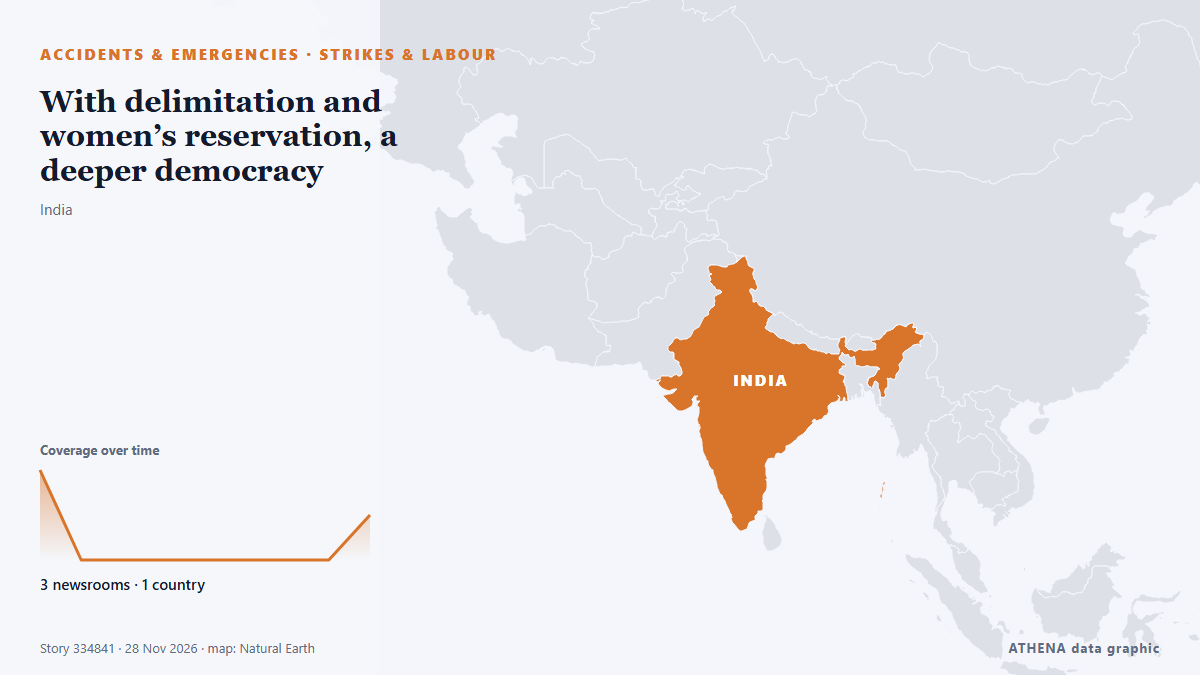 ACCIDENTS & EMERGENCIES · STRIKES & LABOUR
With delimitation and
women’s reservation, a
deeper democracy
India
INDIA
Coverage over time
3 newsrooms · 1 country
Story 334841 · 28 Nov 2026 · map: Natural Earth
ATHENA data graphic